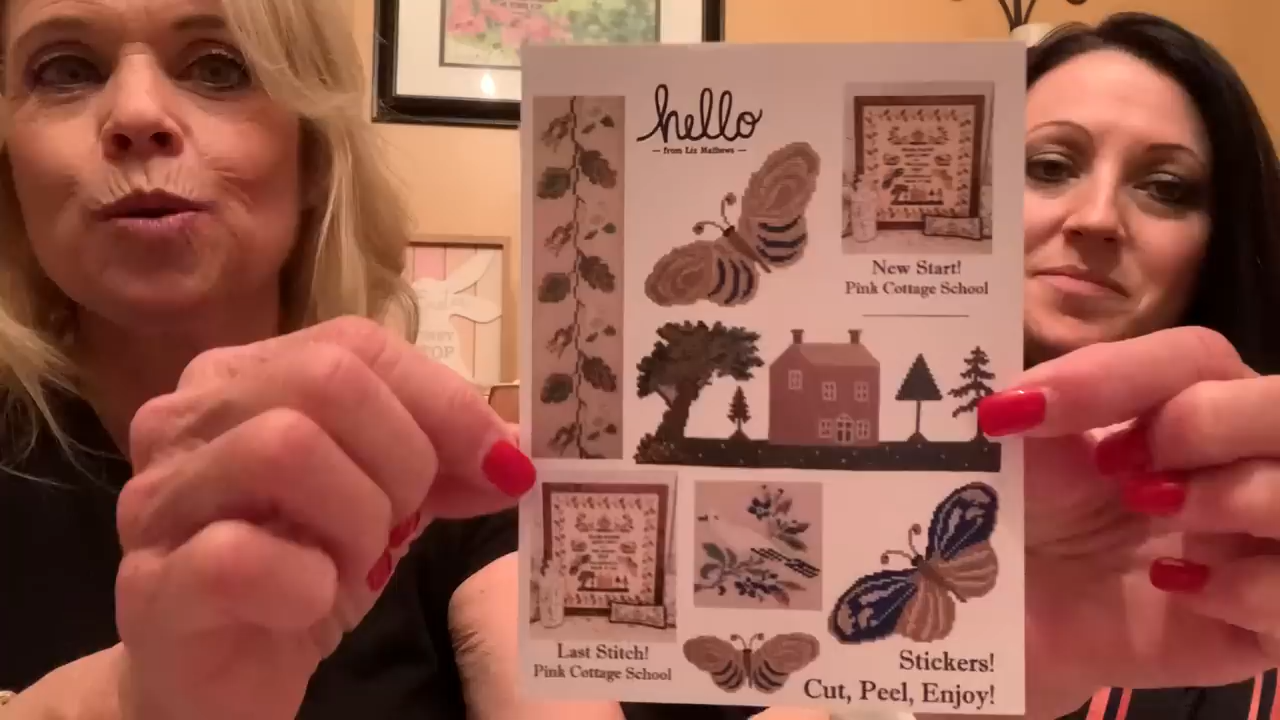 hello
— from Liz Mathews —
New Start!
Pink Cottage School
Last Stitch!
Pink Cottage School
Stickers!
Cut, Peel, Enjoy!